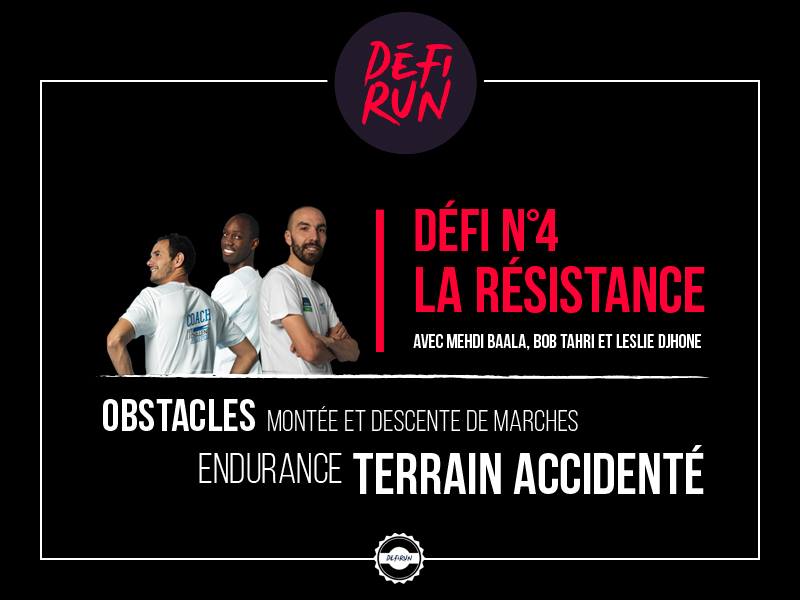 DÉFI
RUN
DÉFI N°4
LA RÉSISTANCE
AVEC MEHDI BAALA, BOB TAHRI ET LESLIE DJHONE
COACH
OBSTACLES MONTÉE ET DESCENTE DE MARCHES
ENDURANCE TERRAIN ACCIDENTÉ
DÉFIRUN